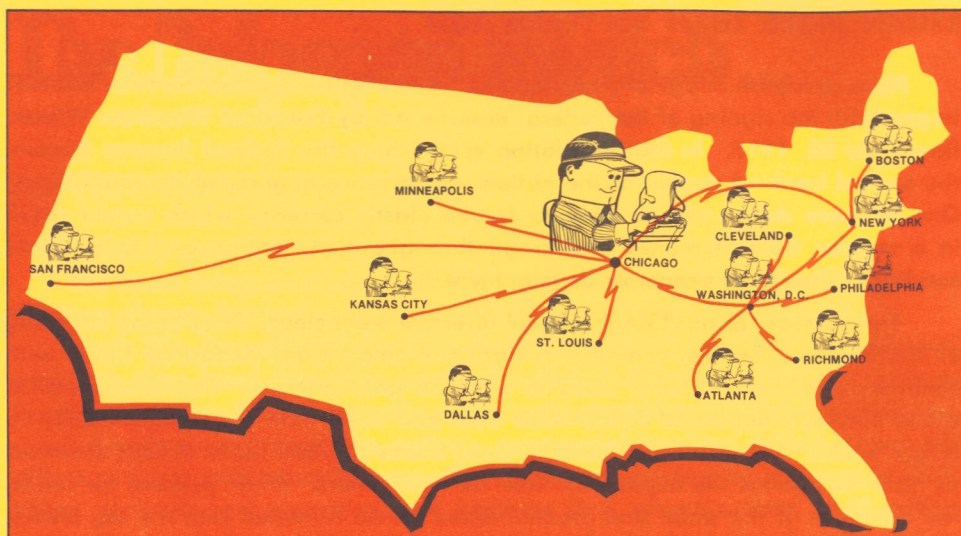 BOSTON
MINNEAPOLIS
NEW YORK
CLEVELAND
SAN FRANCISCO
CHICAGO
PHILADELPHIA
KANSAS CITY
WASHINGTON, D.C.
ST. LOUIS
RICHMOND
ATLANTA
DALLAS